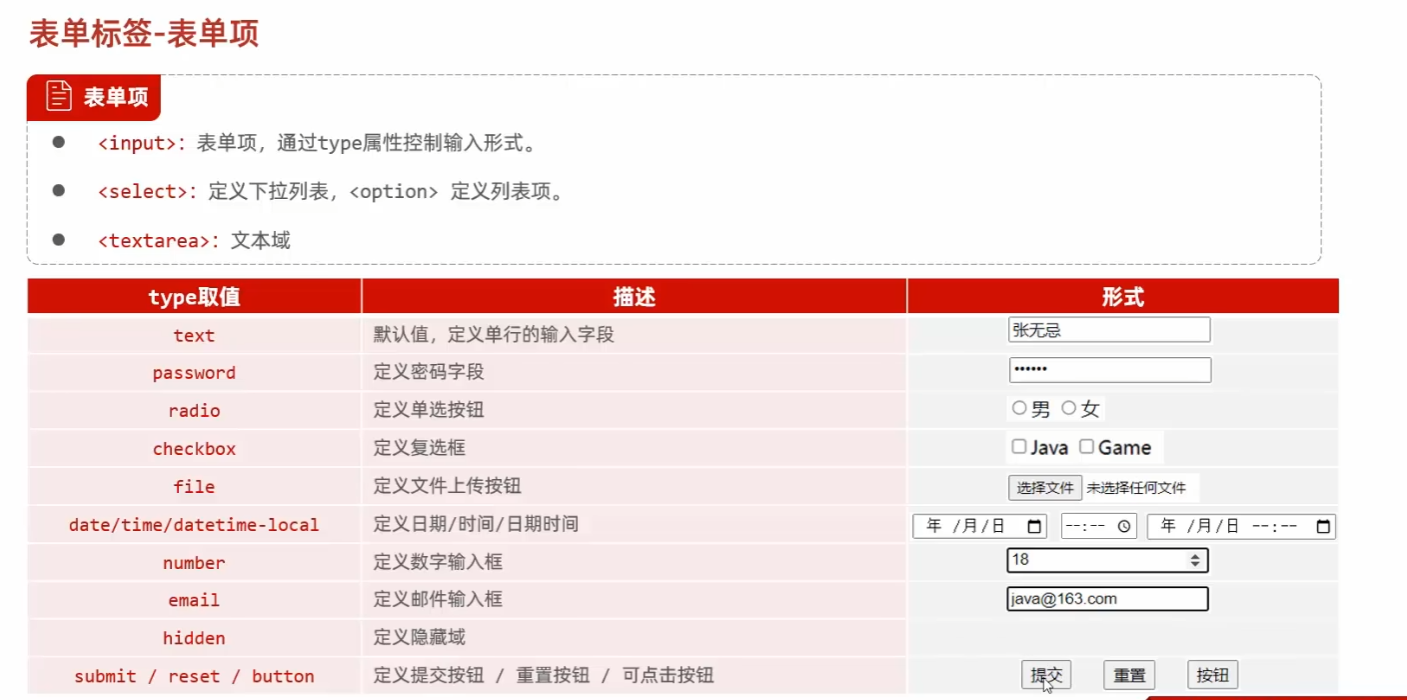 表单标签-表单项
表单项
<input>：表单项，通过type属性控制输入形式。
<select>：定义下拉列表，<option> 定义列表项。
<textarea>：文本域
type取值 描述 形式
text 默认值，定义单行的输入字段 张无忌
password 定义密码字段 ••••••
radio 定义单选按钮 男 女
checkbox 定义复选框 Java Game
file 定义文件上传按钮 选择文件 未选择任何文件
date/time/datetime-local 定义日期/时间/日期时间 年 /月/日 --:-- 年 /月/日 --:--
number 定义数字输入框 18
email 定义邮件输入框 java@163.com
hidden 定义隐藏域
submit / reset / button 定义提交按钮 / 重置按钮 / 可点击按钮 提交 重置 按钮